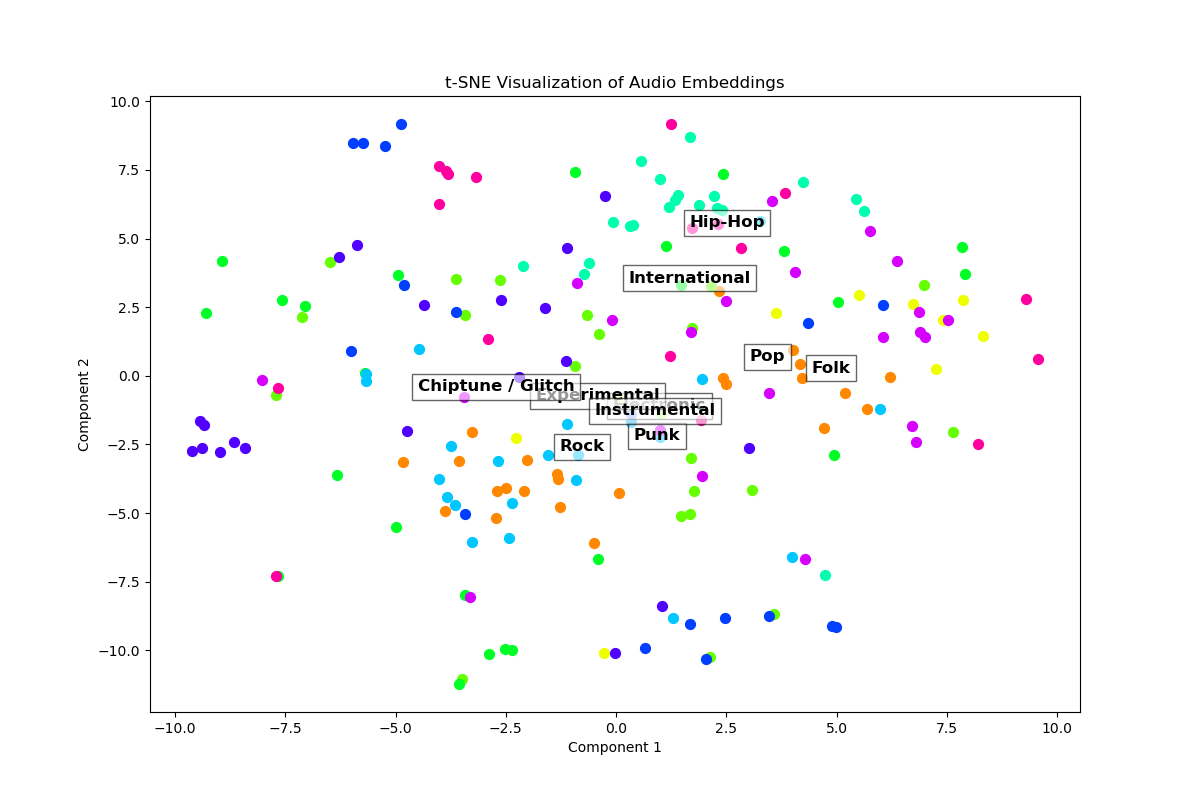 t-SNE Visualization of Audio Embeddings
10.0
7.5
5.0
2.5
0.0
−2.5
−5.0
−7.5
−10.0
Component 2
Hip-Hop
International
Pop
Folk
Chiptune / Glitch
Experimental
Electronic
Instrumental
Punk
Rock
−10.0 −7.5 −5.0 −2.5 0.0 2.5 5.0 7.5 10.0
Component 1